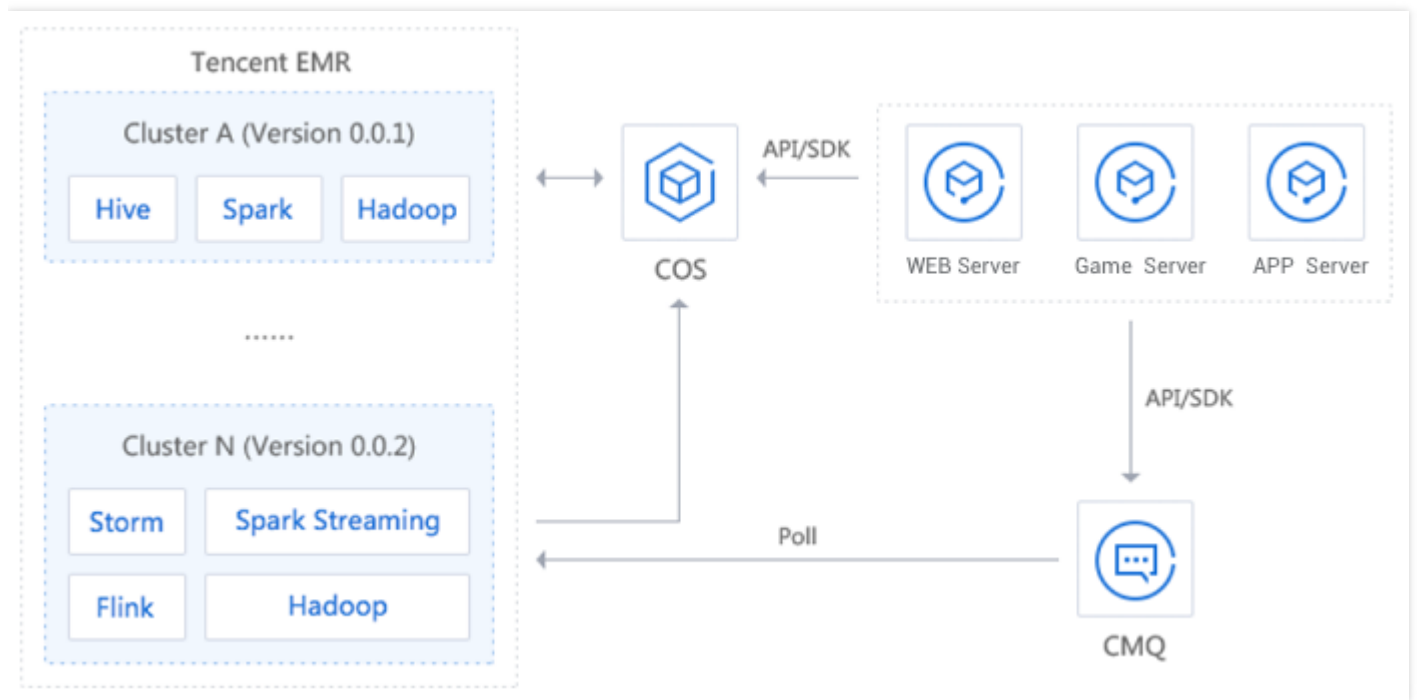 Tencent EMR
Cluster A (Version 0.0.1)
Hive
Spark
Hadoop
......
Cluster N (Version 0.0.2)
Storm
Spark Streaming
Flink
Hadoop
COS
API/SDK
WEB Server
Game Server
APP Server
API/SDK
Poll
CMQ